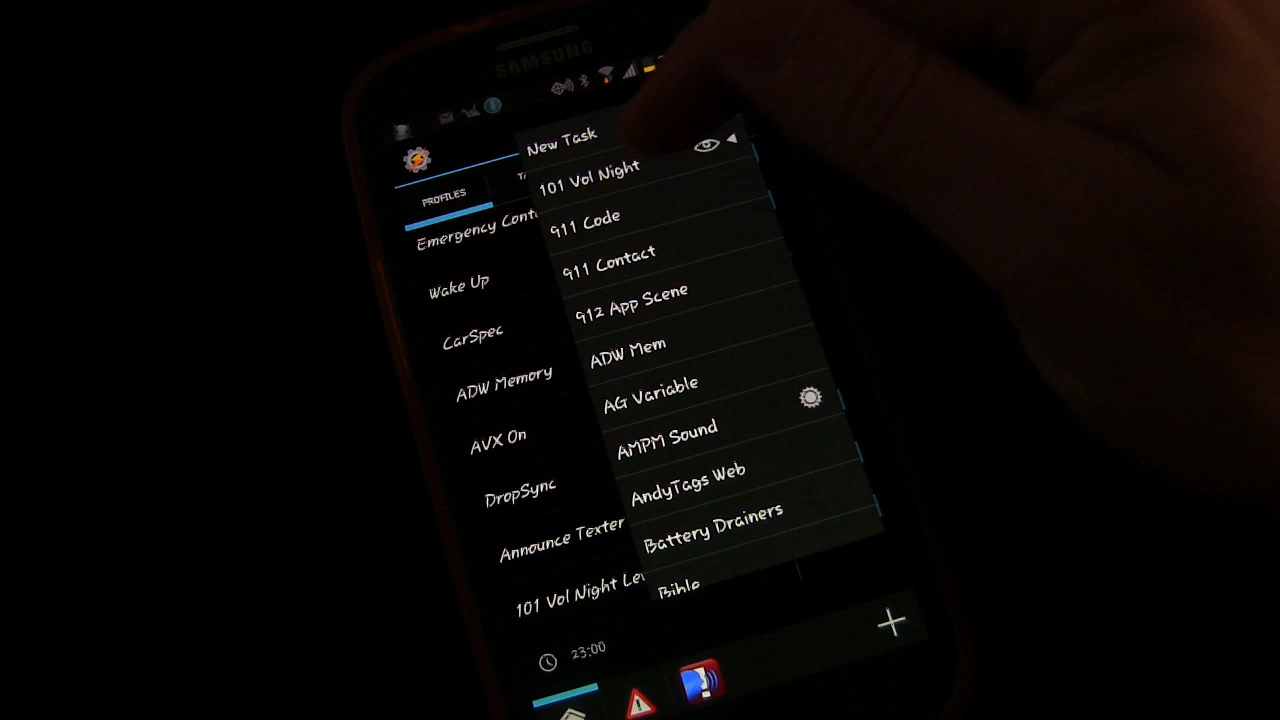 SAMSUNG
PROFILES
Emergency
Wake Up
CarSpec
ADW Memory
AVX On
DropSync
Announce Texter
101 Vol Night
23:00
New Task
101 Vol Night
911 Code
911 Contact
912 App Scene
ADW Mem
AG Variable
AMPM Sound
AndyTags Web
Battery Drainers
Bible